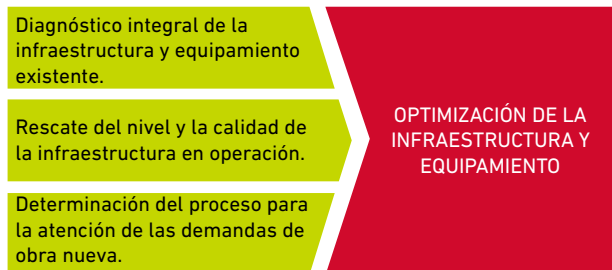 Diagnóstico integral de la
infraestructura y equipamiento
existente.
Rescate del nivel y la calidad de
la infraestructura en operación.
Determinación del proceso para
la atención de las demandas de
obra nueva.
OPTIMIZACIÓN DE LA
INFRAESTRUCTURA Y
EQUIPAMIENTO